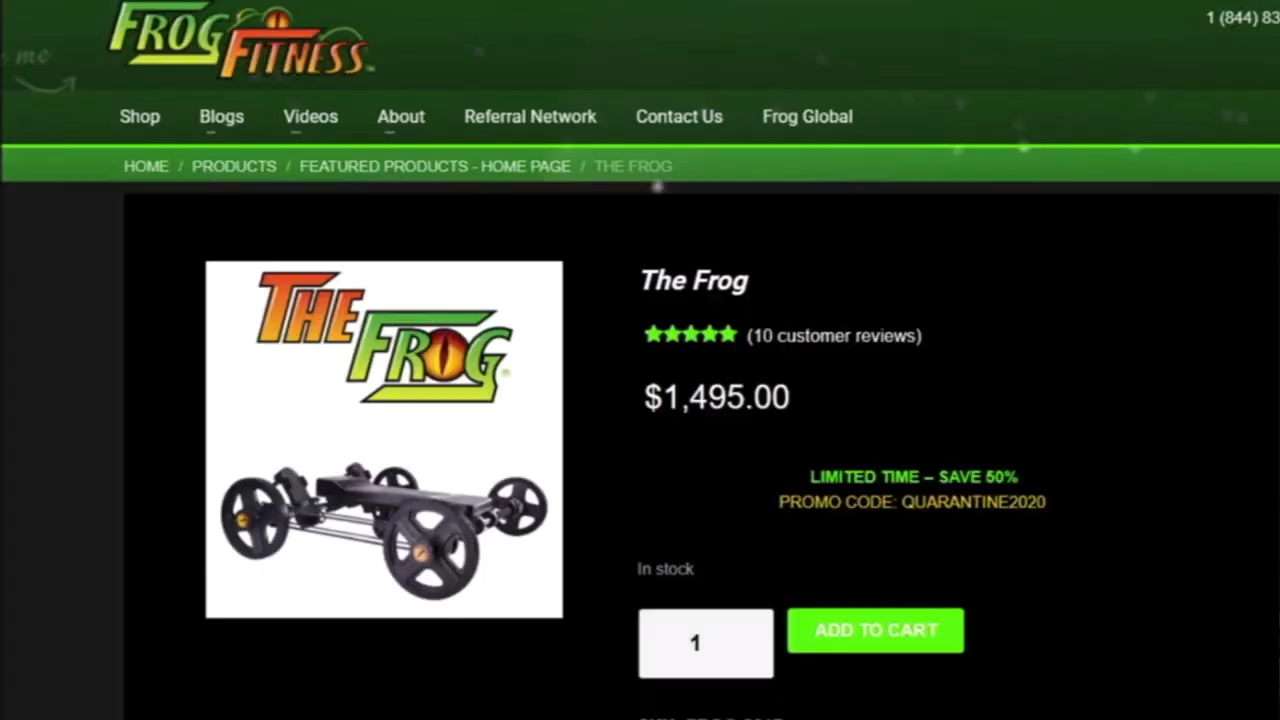 FROG
FITNESS
me
1 (844) 83
Shop Blogs Videos About Referral Network Contact Us Frog Global
HOME / PRODUCTS / FEATURED PRODUCTS - HOME PAGE / THE FROG
THE
FROG
The Frog
(10 customer reviews)
$1,495.00
LIMITED TIME – SAVE 50%
PROMO CODE: QUARANTINE2020
In stock
1
ADD TO CART